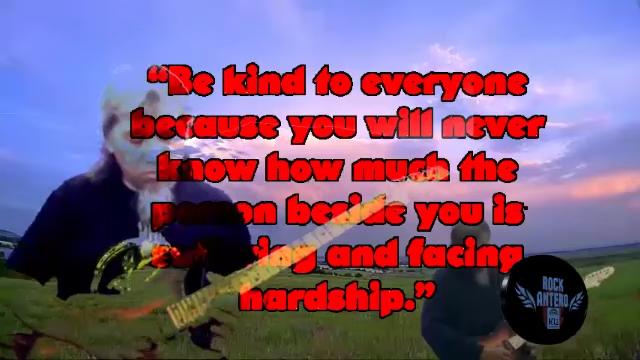 “Be kind to everyone
because you will never
know how much the
person beside you is
suffering and facing
hardship.”
ROCK
ANTERO